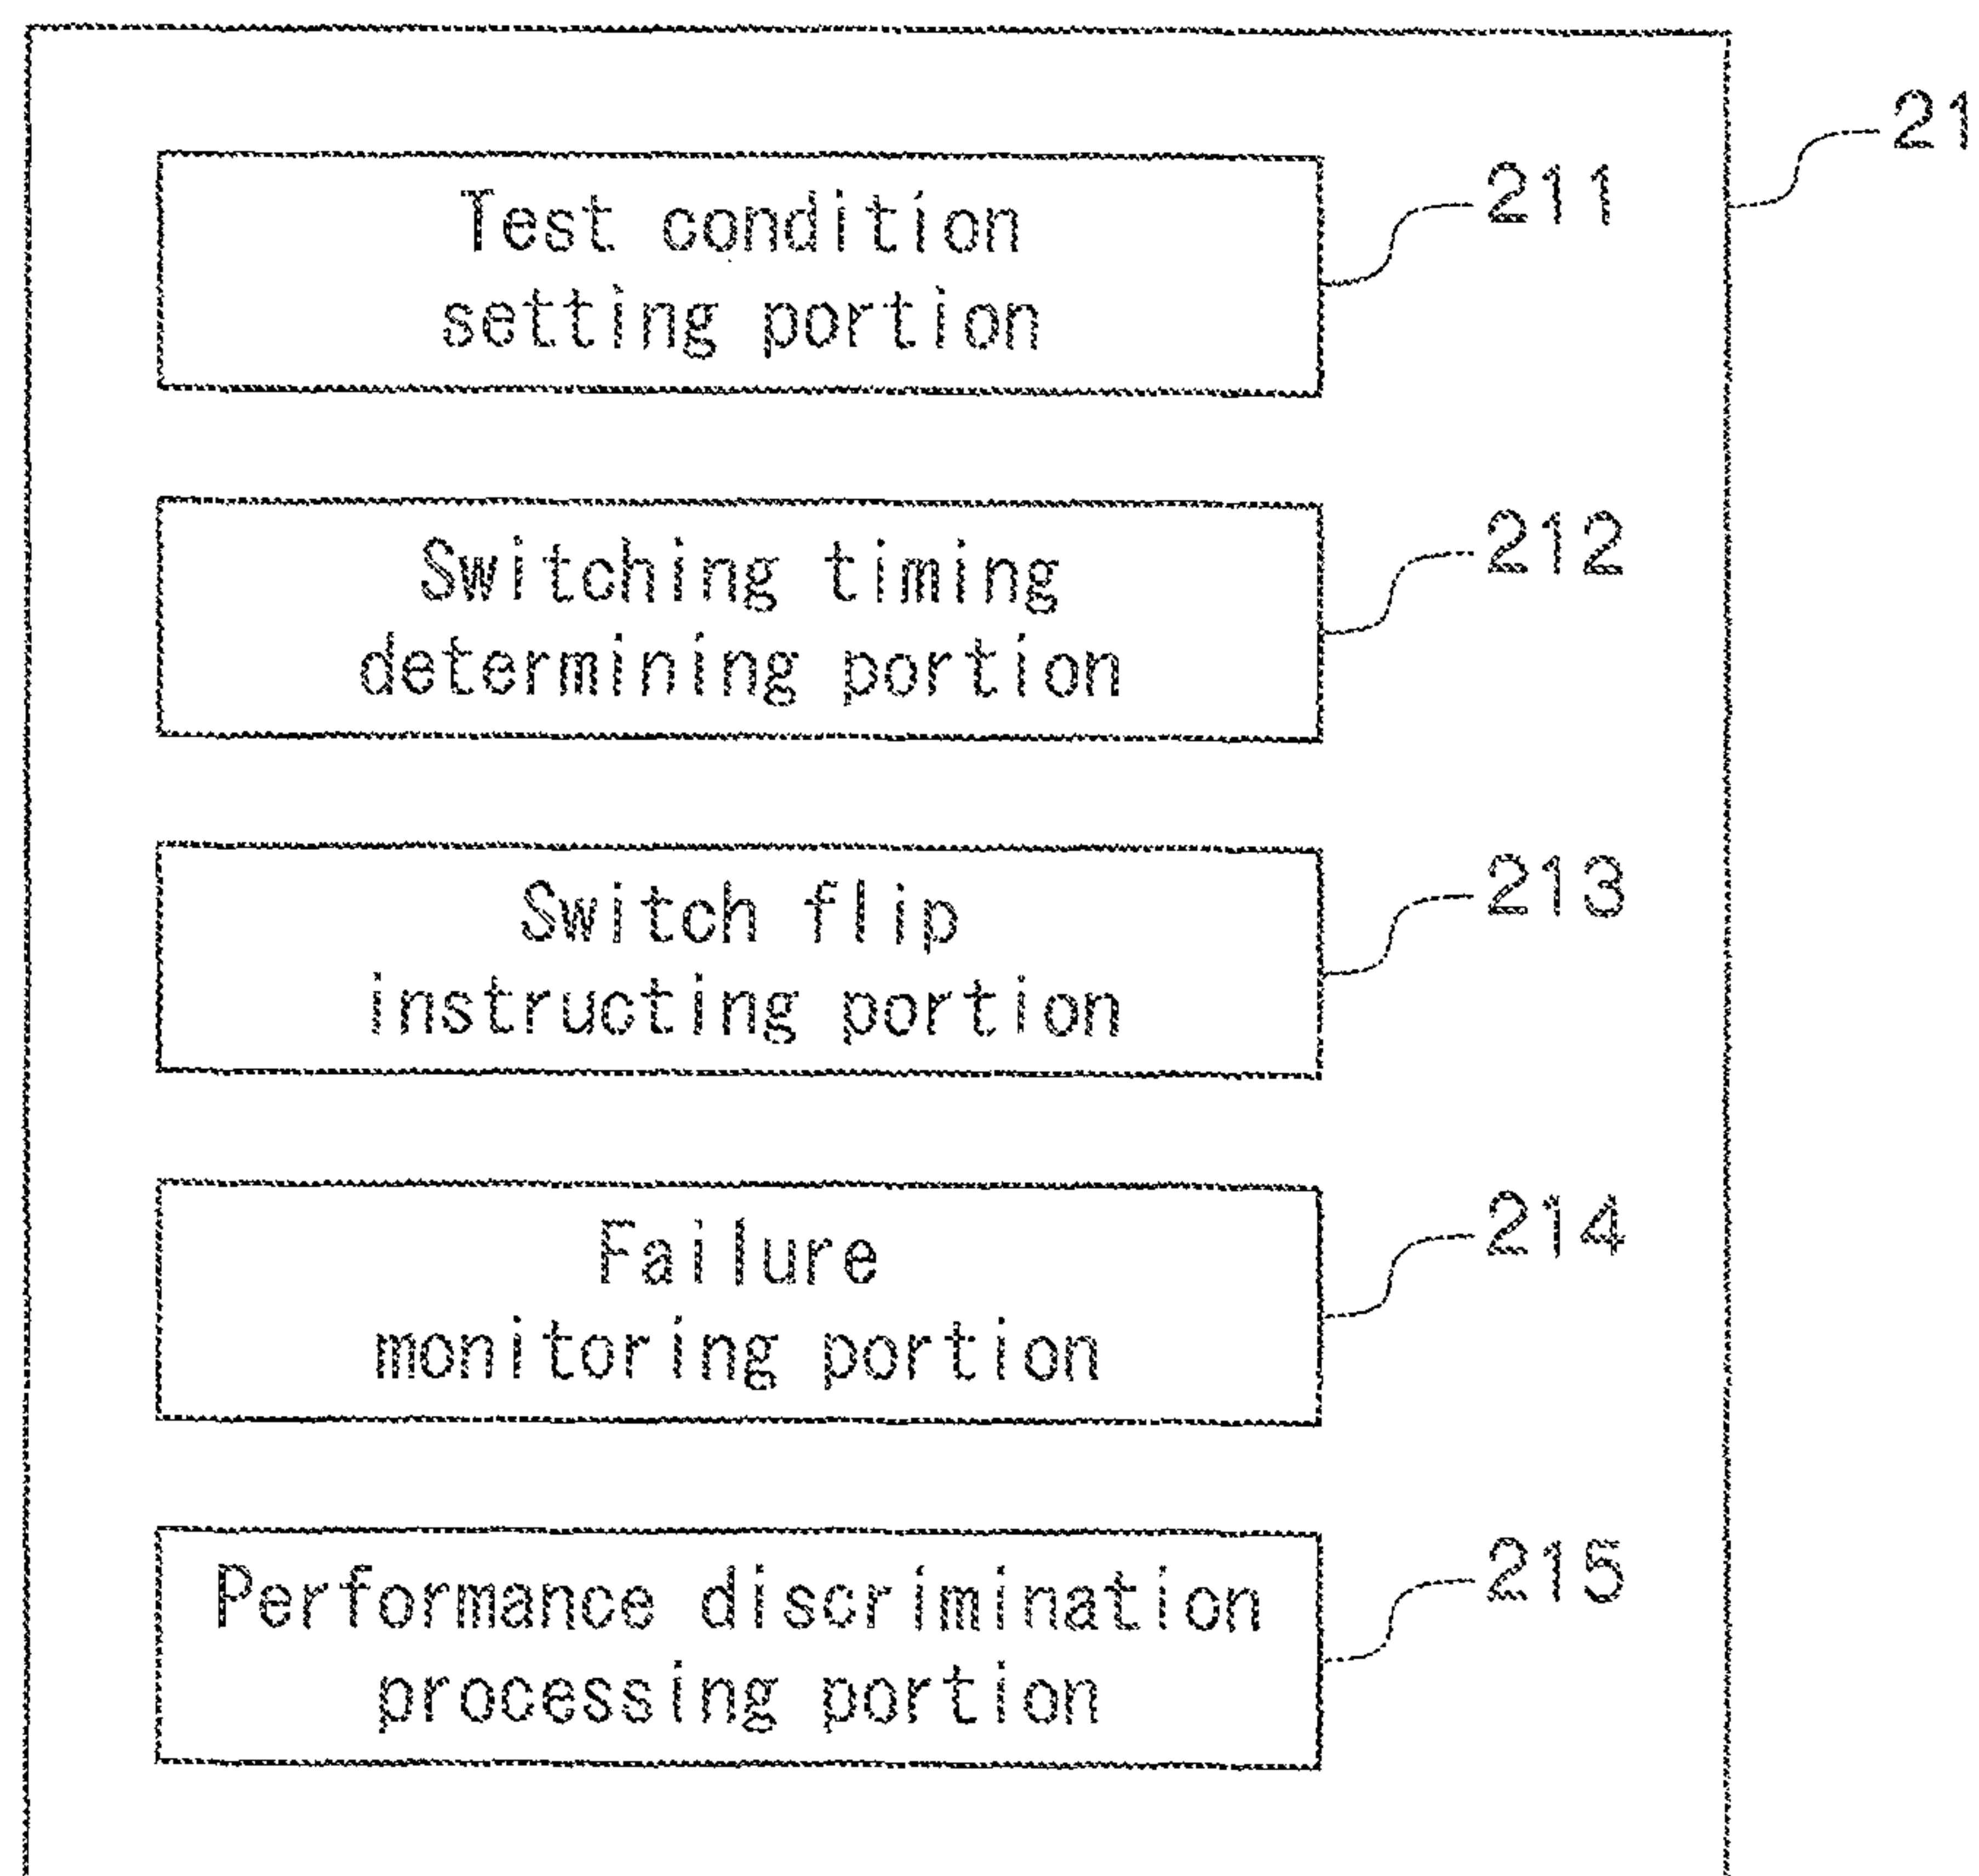 21
Test condition
setting portion
211
Switching timing
determining portion
212
Switch flip
instructing portion
213
Failure
monitoring portion
214
Performance discrimination
processing portion
215